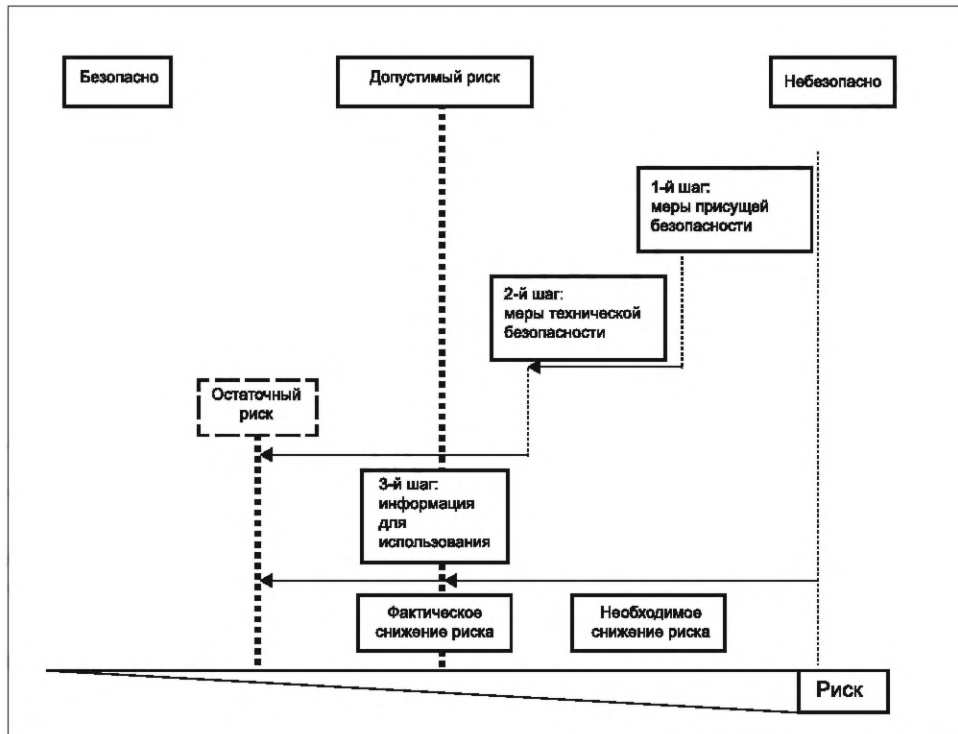 Безопасно
Допустимый риск
Небезопасно
1-й шаг:
меры присущей
безопасности
2-й шаг:
меры технической
безопасности
Остаточный
риск
3-й шаг:
информация
для
использования
Фактическое
снижение риска
Необходимое
снижение риска
Риск